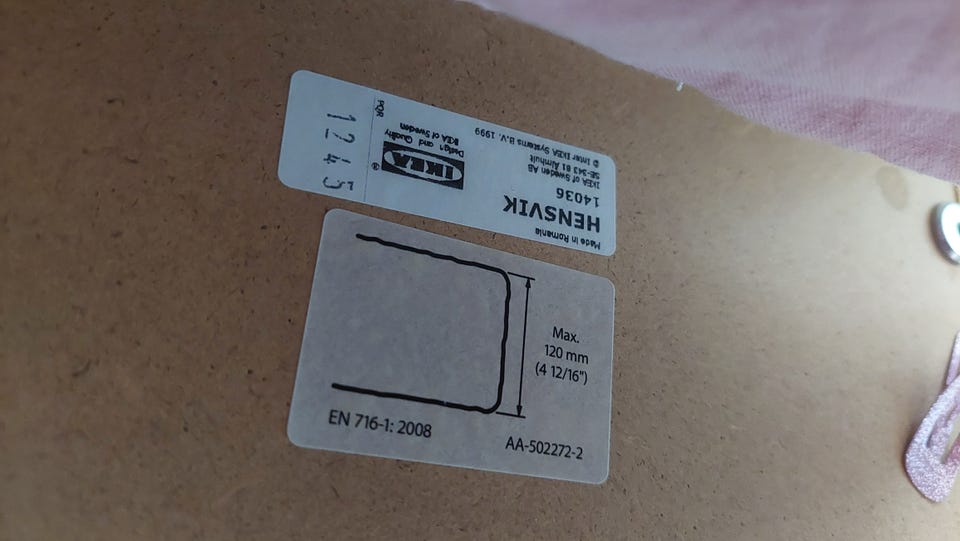 Made in Romania
HENSVIK
14036
IKEA of Sweden AB
SE-343 81 Älmhult
© Inter IKEA Systems B.V. 1999
IKEA®
Design and Quality
IKEA of Sweden
PQR
1245
Max.
120 mm
(4 12/16")
EN 716-1: 2008
AA-502272-2